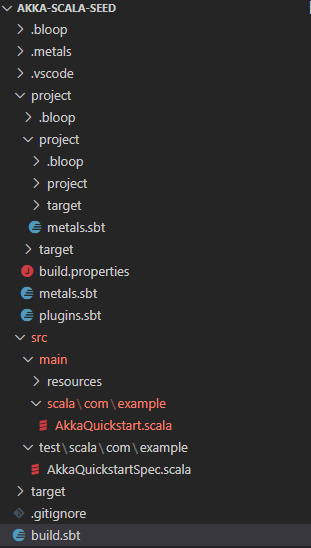 AKKA-SCALA-SEED
.bloop
.metals
.vscode
project
.bloop
project
.bloop
project
target
metals.sbt
target
build.properties
metals.sbt
plugins.sbt
src
main
resources
scala\com\example
AkkaQuickstart.scala
test\scala\com\example
AkkaQuickstartSpec.scala
target
.gitignore
build.sbt